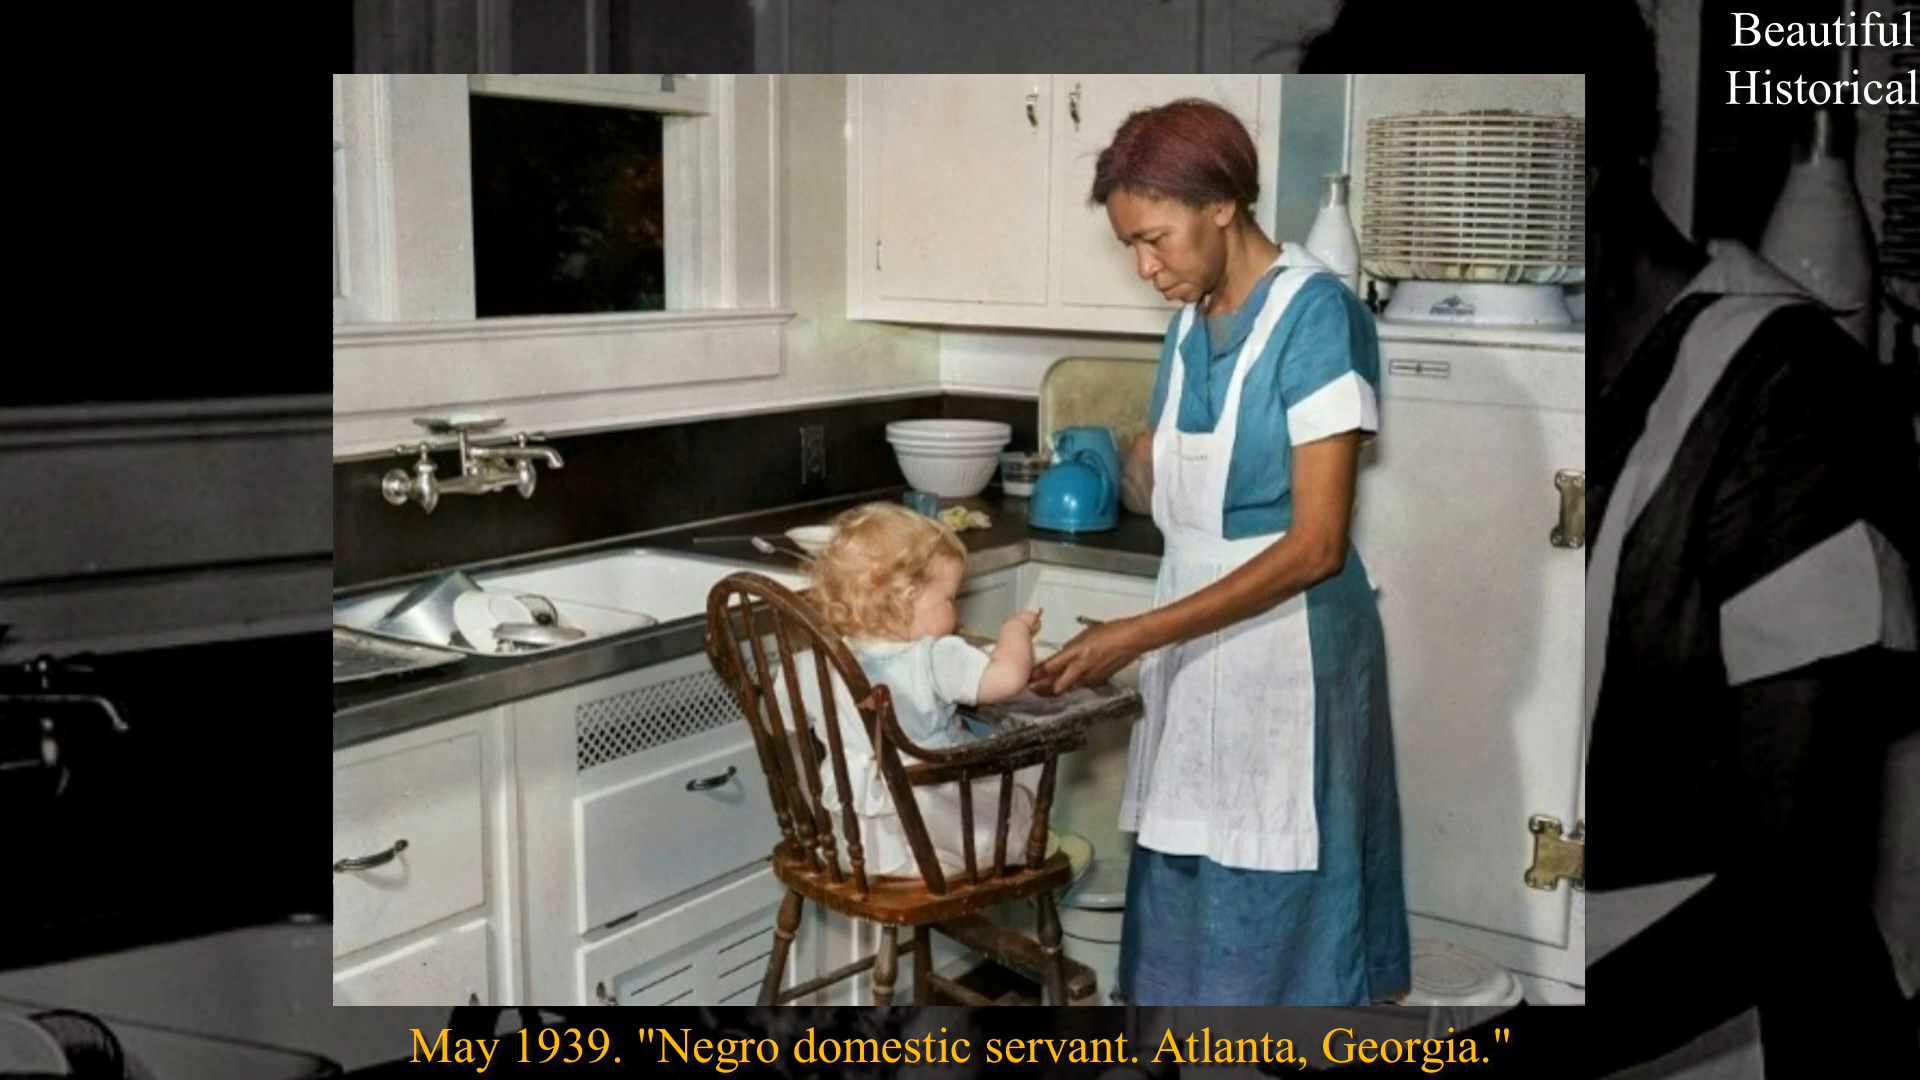 Beautiful
Historical
May 1939. "Negro domestic servant. Atlanta, Georgia."